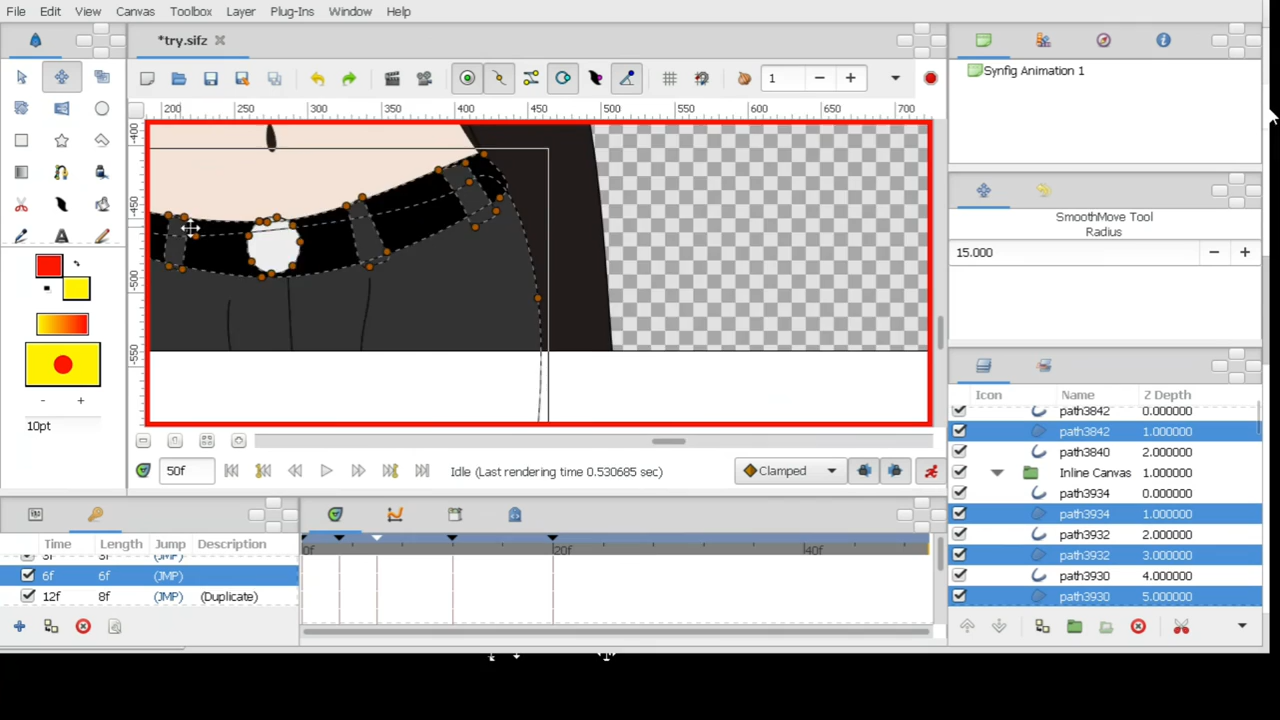 File Edit View Canvas Toolbox Layer Plug-Ins Window Help
*try.sifz
1
Synfig Animation 1
200 250 300 350 400 450 500 550 600 650 700
-400
-450
-500
-550
SmoothMove Tool
Radius
15.000
10pt
50f
Idle (Last rendering time 0.530685 sec)
Clamped
Icon Name Z Depth
path3842 0.000000
path3842 1.000000
path3840 2.000000
Inline Canvas 1.000000
path3934 0.000000
path3934 1.000000
path3932 2.000000
path3932 3.000000
path3930 4.000000
path3930 5.000000
Time Length Jump Description
3f 3f (JMP)
6f 6f (JMP)
12f 8f (JMP) (Duplicate)
0f 20f 40f